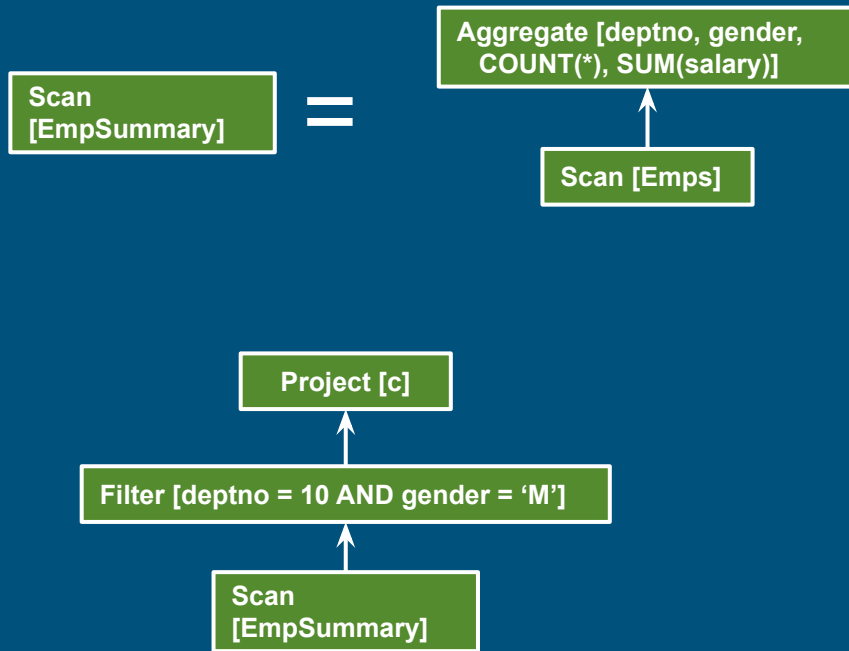 Scan
[EmpSummary]
=
Aggregate [deptno, gender,
COUNT(*), SUM(salary)]
Scan [Emps]
Project [c]
Filter [deptno = 10 AND gender = ‘M’]
Scan
[EmpSummary]